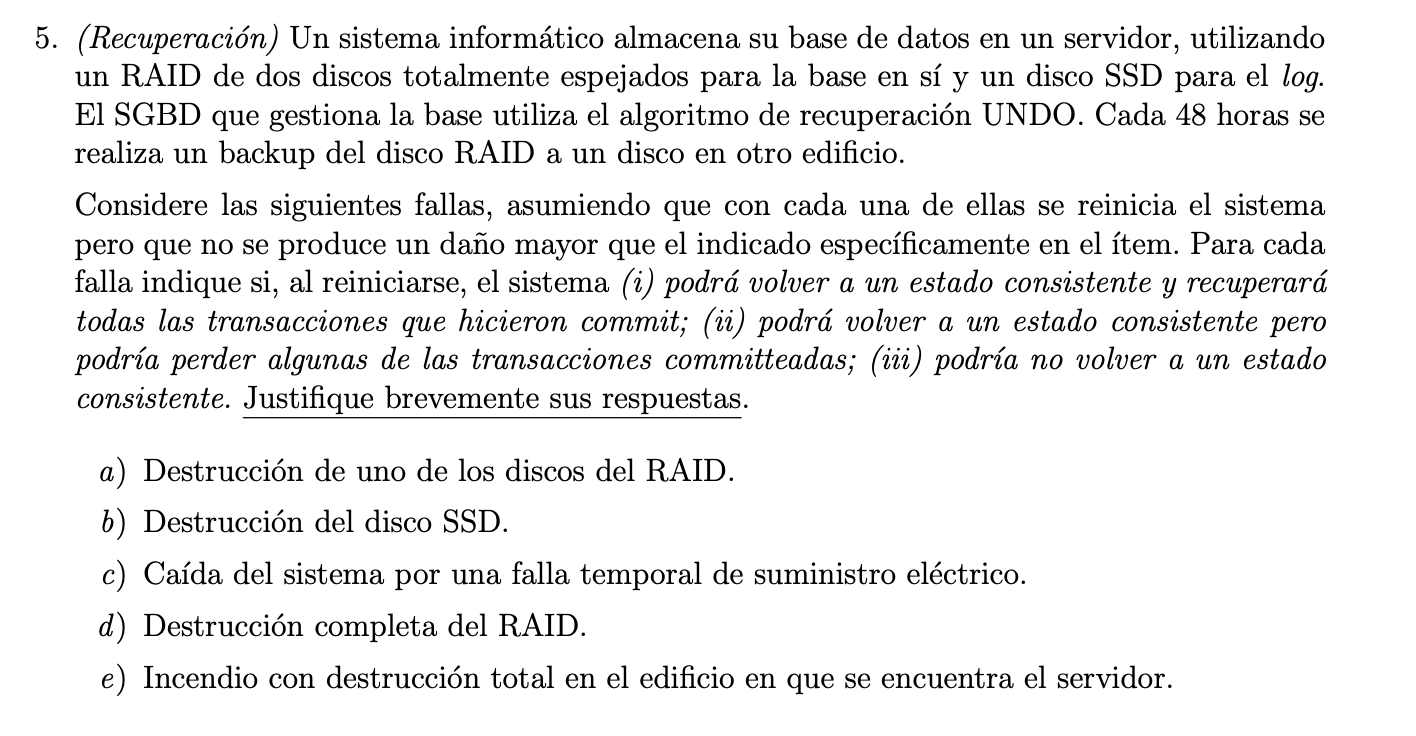 5. (Recuperación) Un sistema informático almacena su base de datos en un servidor, utilizando
un RAID de dos discos totalmente espejados para la base en sí y un disco SSD para el log.
El SGBD que gestiona la base utiliza el algoritmo de recuperación UNDO. Cada 48 horas se
realiza un backup del disco RAID a un disco en otro edificio.
Considere las siguientes fallas, asumiendo que con cada una de ellas se reinicia el sistema
pero que no se produce un daño mayor que el indicado específicamente en el ítem. Para cada
falla indique si, al reiniciarse, el sistema (i) podrá volver a un estado consistente y recuperará
todas las transacciones que hicieron commit; (ii) podrá volver a un estado consistente pero
podría perder algunas de las transacciones committeadas; (iii) podría no volver a un estado
consistente. Justifique brevemente sus respuestas.
a) Destrucción de uno de los discos del RAID.
b) Destrucción del disco SSD.
c) Caída del sistema por una falla temporal de suministro eléctrico.
d) Destrucción completa del RAID.
e) Incendio con destrucción total en el edificio en que se encuentra el servidor.